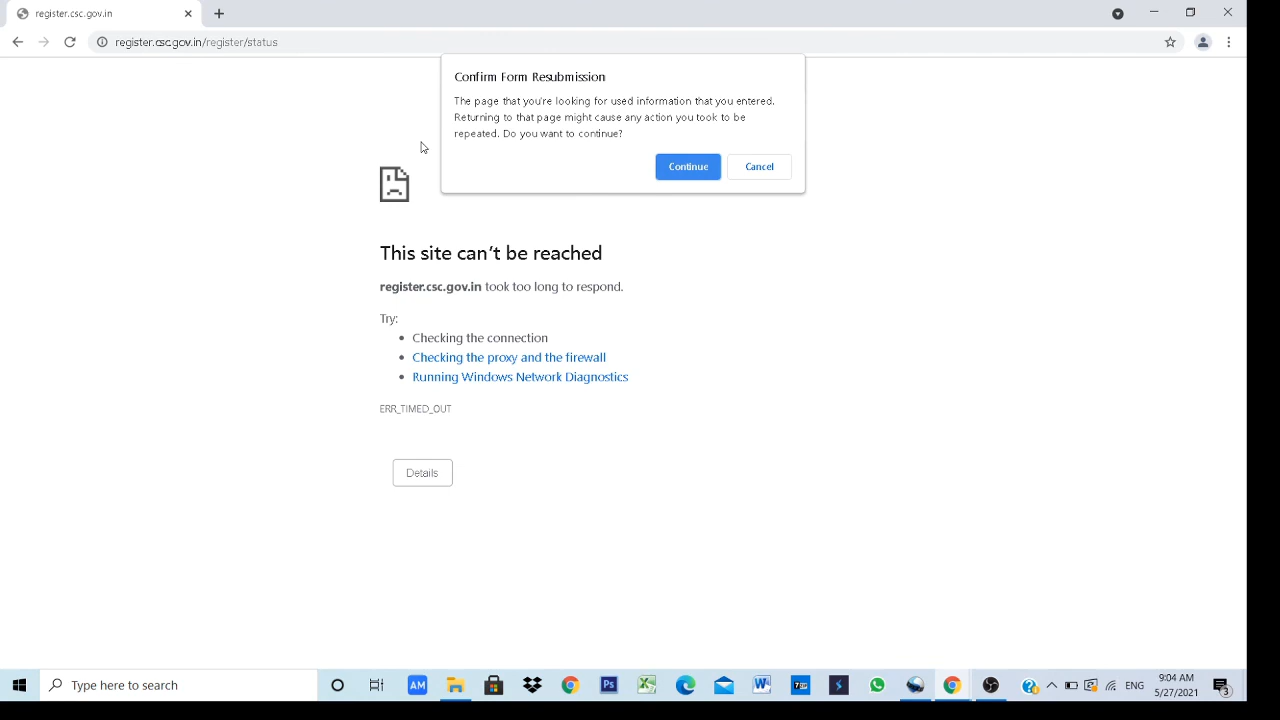 register.csc.gov.in
register.csc.gov.in/register/status
Confirm Form Resubmission
The page that you're looking for used information that you entered.
Returning to that page might cause any action you took to be
repeated. Do you want to continue?
Continue
Cancel
This site can't be reached
register.csc.gov.in took too long to respond.
Try:
Checking the connection
Checking the proxy and the firewall
Running Windows Network Diagnostics
ERR_TIMED_OUT
Details
Type here to search
AM
Ps
W
ENG
9:04 AM
5/27/2021
3